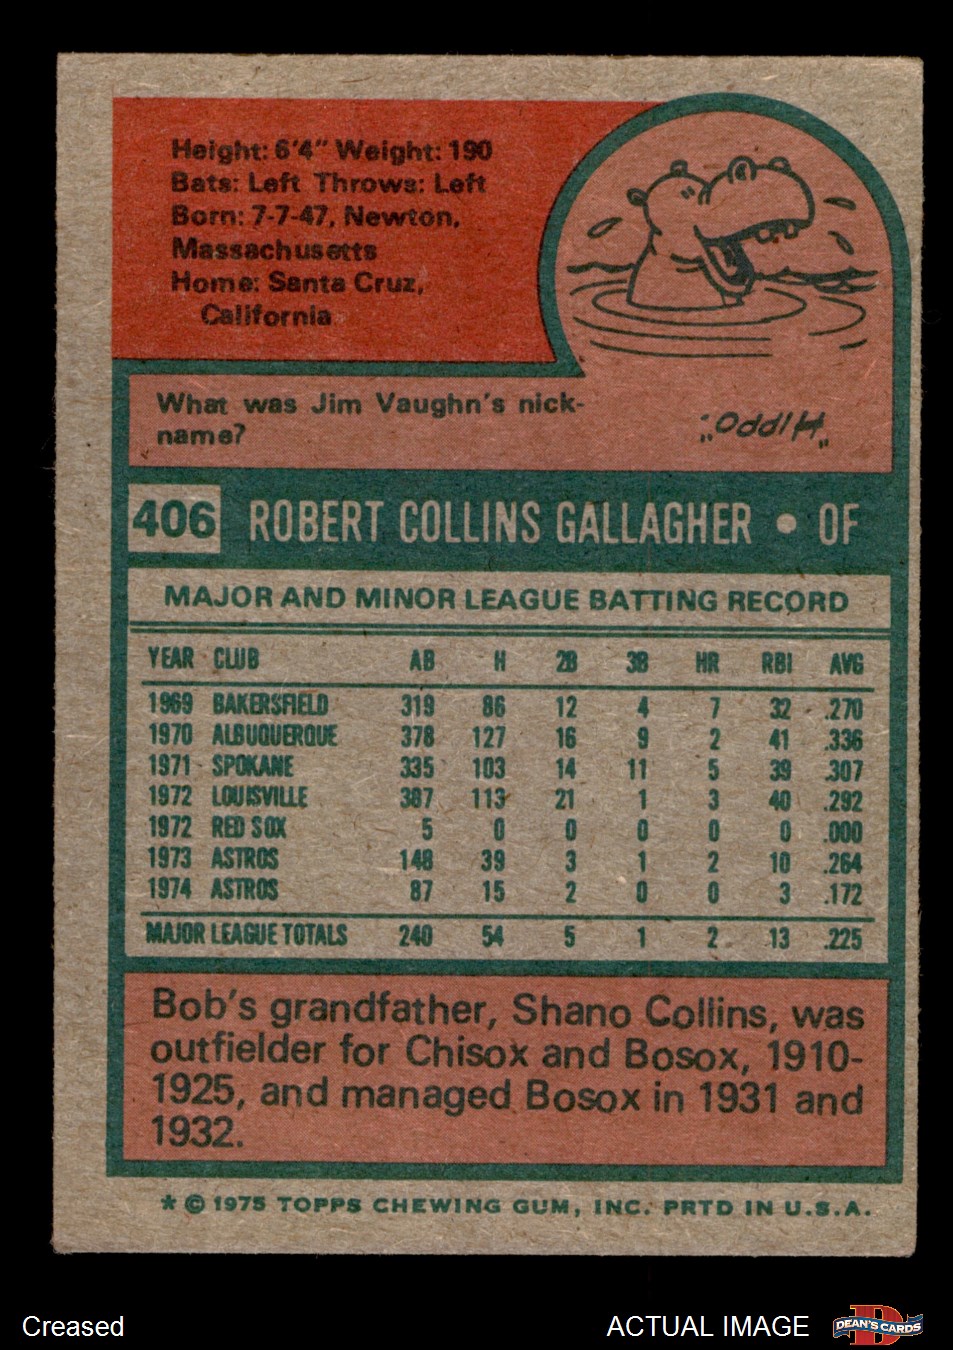 Height: 6'4" Weight: 190
Bats: Left Throws: Left
Born: 7-7-47, Newton,
Massachusetts
Home: Santa Cruz,
California
What was Jim Vaughn's nick-
name?
"Hippo."
406 ROBERT COLLINS GALLAGHER • OF
MAJOR AND MINOR LEAGUE BATTING RECORD
YEAR CLUB AB H 2B 3B HR RBI AVG
1969 BAKERSFIELD 319 86 12 4 7 32 .270
1970 ALBUQUERQUE 378 127 16 9 2 41 .336
1971 SPOKANE 335 103 14 11 5 39 .307
1972 LOUISVILLE 387 113 21 1 3 40 .292
1972 RED SOX 5 0 0 0 0 0 .000
1973 ASTROS 148 39 3 1 2 10 .264
1974 ASTROS 87 15 2 0 0 3 .172
MAJOR LEAGUE TOTALS 240 54 5 1 2 13 .225
Bob's grandfather, Shano Collins, was
outfielder for Chisox and Bosox, 1910-
1925, and managed Bosox in 1931 and
1932.
* © 1975 TOPPS CHEWING GUM, INC. PRTD IN U.S.A.
Creased
ACTUAL IMAGE
D
DEAN'S CARDS